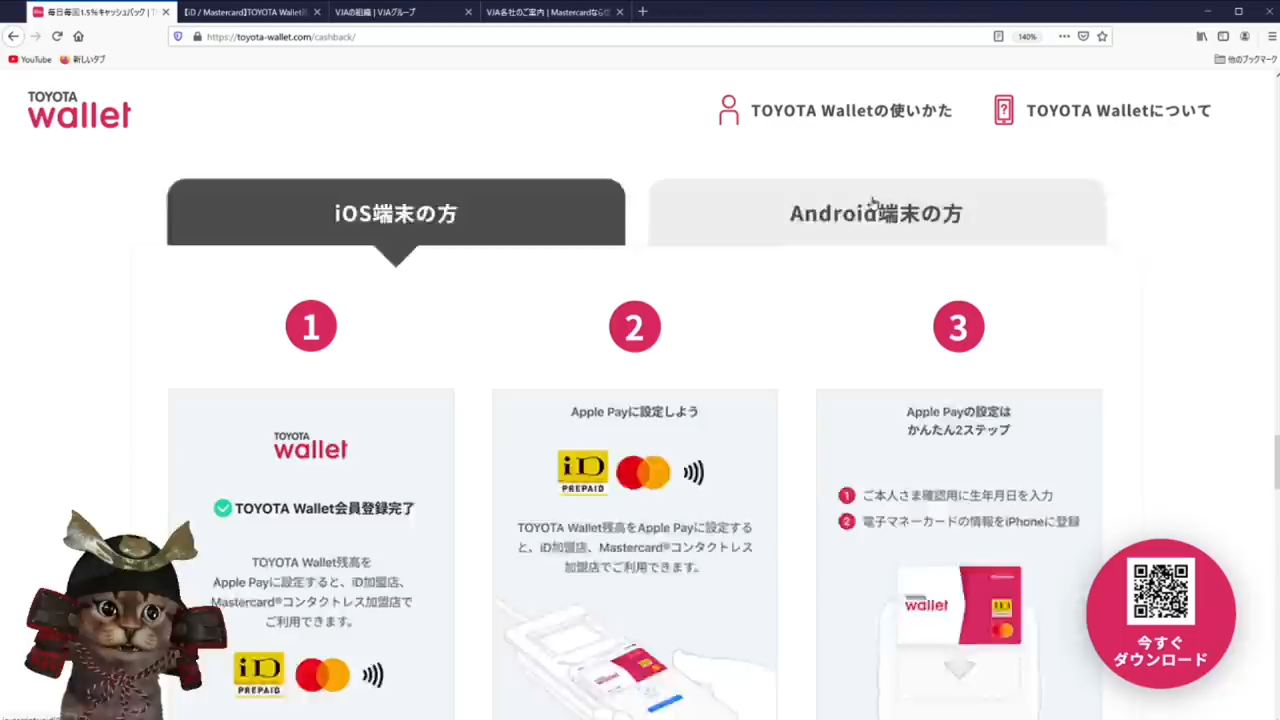 毎日毎回1.5%キャッシュバック | T
【iD / Mastercard】TOYOTA Wallet
VJAの組織 | VJAグループ
VJA各社のご案内 | Mastercardなら
https://toyota-wallet.com/cashback/
140%
YouTube
新しいタブ
他のブックマーク
TOYOTA
wallet
TOYOTA Walletの使いかた
TOYOTA Walletについて
iOS端末の方
Android端末の方
1
2
3
TOYOTA
wallet
TOYOTA Wallet会員登録完了
TOYOTA Wallet残高を
Apple Payに設定すると、iD加盟店、
Mastercard®コンタクトレス加盟店で
ご利用できます。
iD
PREPAID
Apple Payに設定しよう
iD
PREPAID
TOYOTA Wallet残高をApple Payに設定する
と、iD加盟店、Mastercard®コンタクトレス
加盟店でご利用できます。
Apple Payの設定は
かんたん2ステップ
1 ご本人さま確認用に生年月日を入力
2 電子マネーカードの情報をiPhoneに登録
wallet
iD
今すぐ
ダウンロード